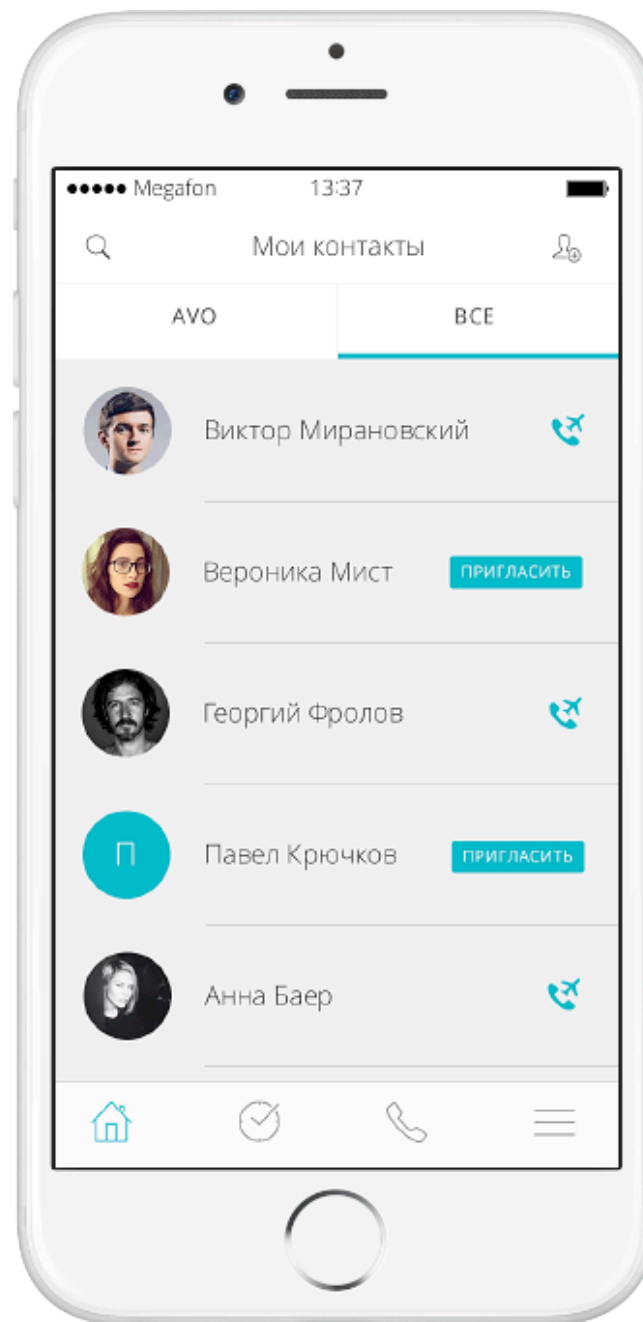 Megafon 13:37
Мои контакты
AVO ВСЕ
Виктор Мирановский
Вероника Мист ПРИГЛАСИТЬ
Георгий Фролов
П Павел Крючков ПРИГЛАСИТЬ
Анна Баер